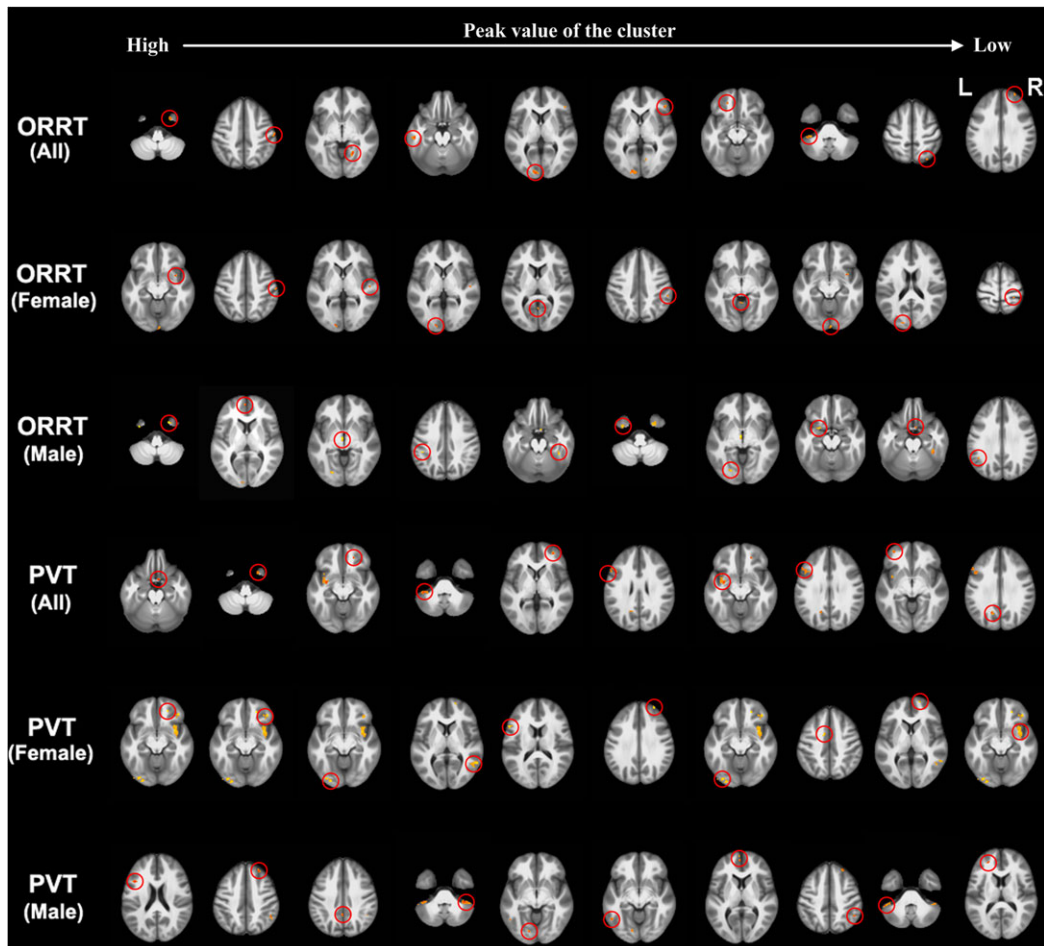 Peak value of the cluster
High
Low
L R
ORRT
(All)
ORRT
(Female)
ORRT
(Male)
PVT
(All)
PVT
(Female)
PVT
(Male)